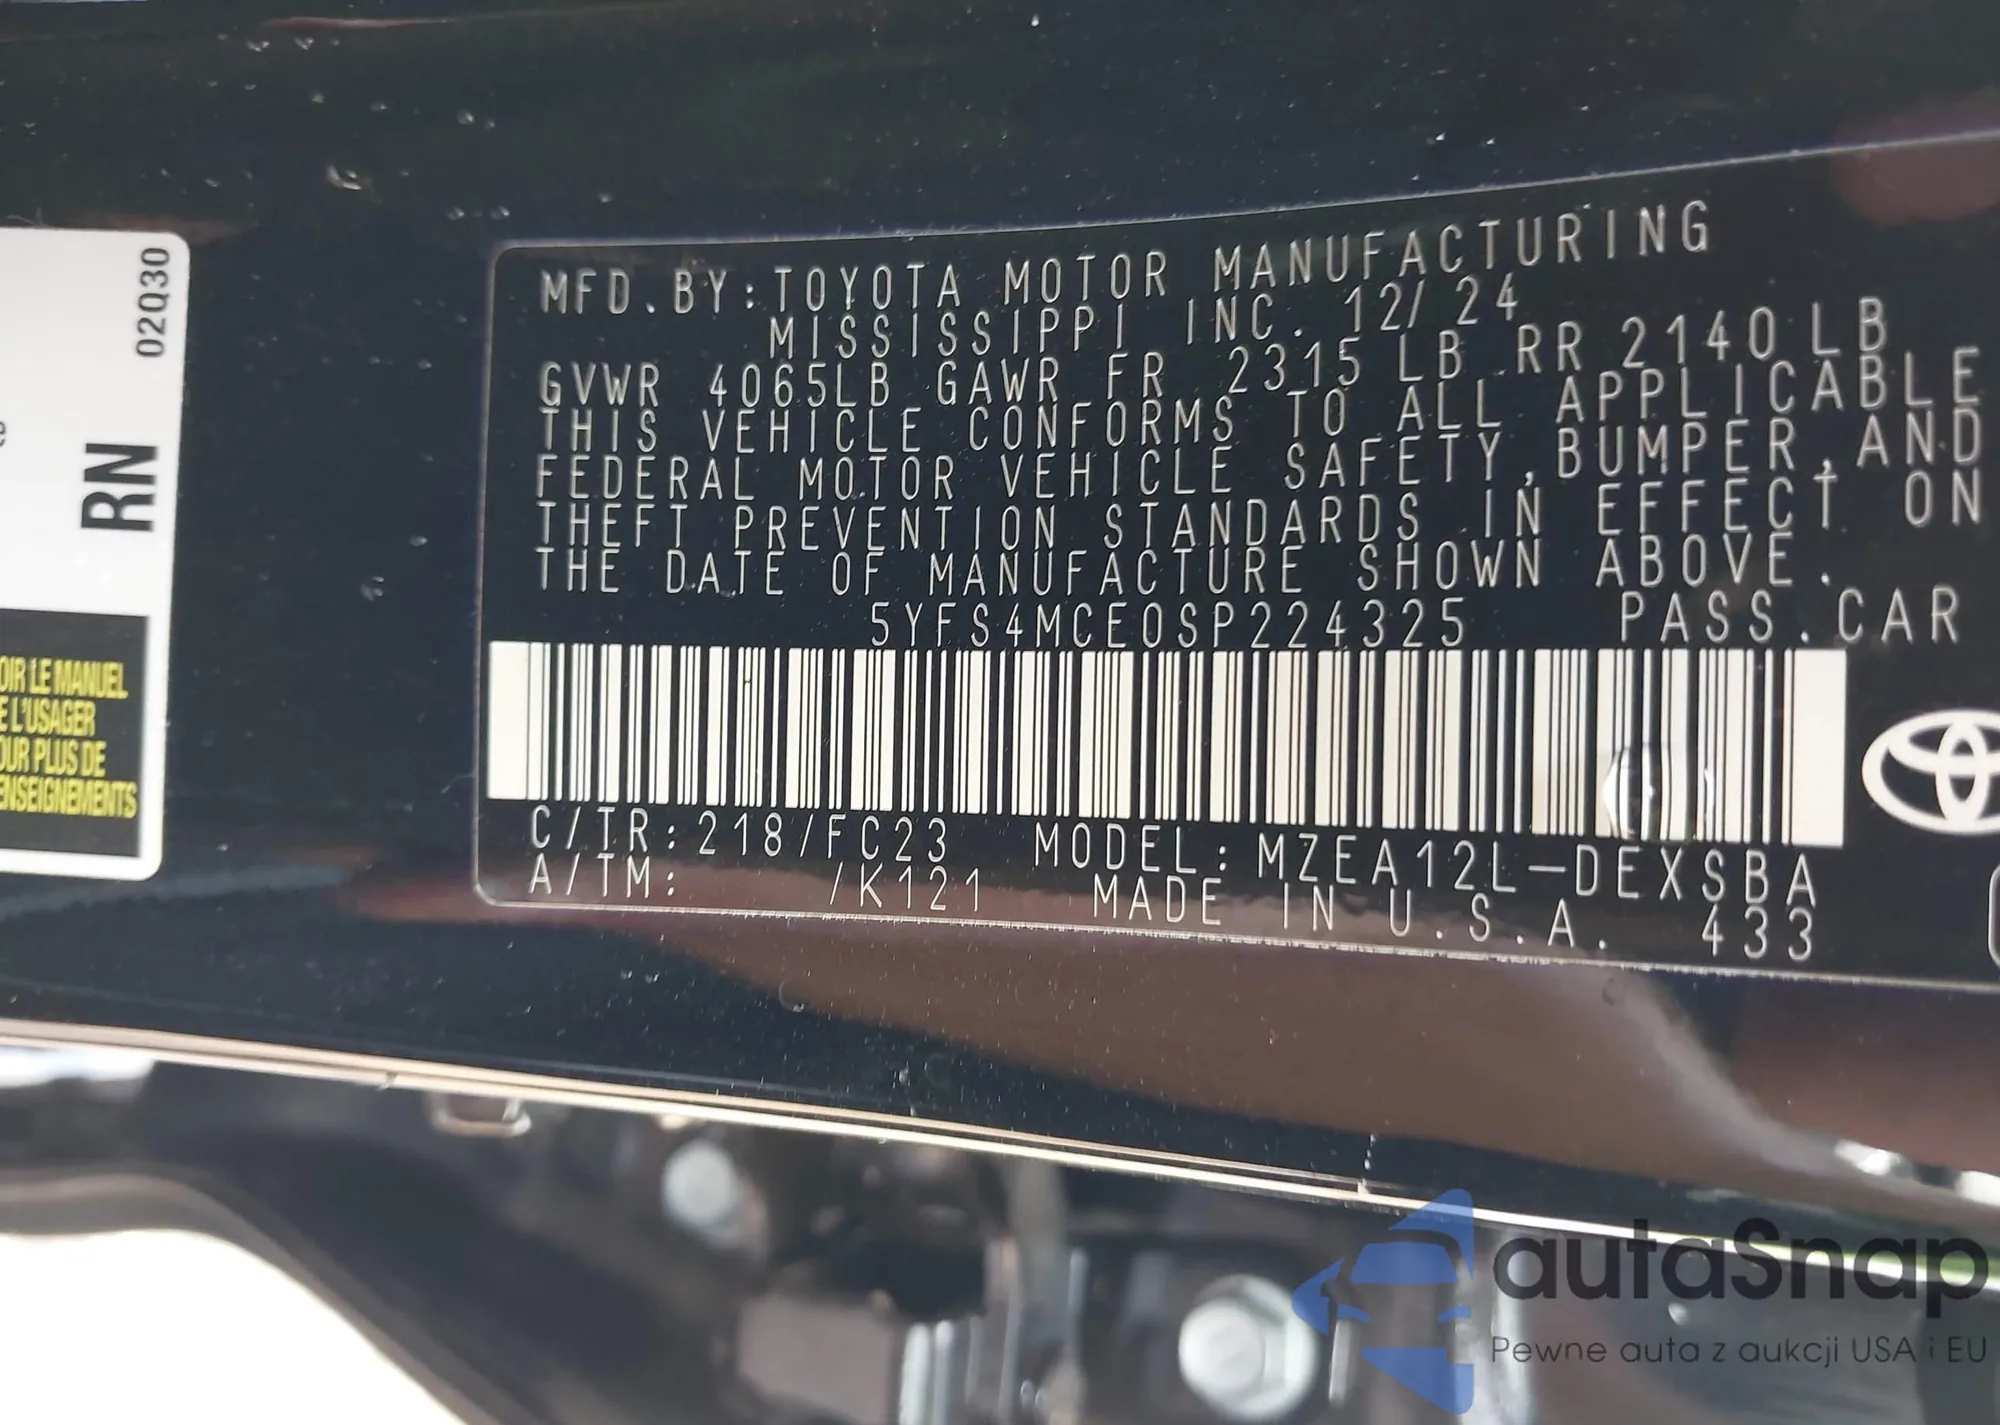 02Q30
RN
OIR LE MANUEL
E L'USAGER
OUR PLUS DE
ENSEIGNEMENTS
MFD.BY:TOYOTA MOTOR MANUFACTURING
MISSISSIPPI INC. 12/24
GVWR 4065LB GAWR FR 2315 LB RR 2140 LB
THIS VEHICLE CONFORMS TO ALL APPLICABLE
FEDERAL MOTOR VEHICLE SAFETY,BUMPER,AND
THEFT PREVENTION STANDARDS IN EFFECT ON
THE DATE OF MANUFACTURE SHOWN ABOVE.
5YFS4MCE0SP224325 PASS.CAR
C/TR:218/FC23 MODEL:MZEA12L-DEXSBA
A/TM: /K121 MADE IN U.S.A. 433
autaSnap
Pewne auta z aukcji USA i EU